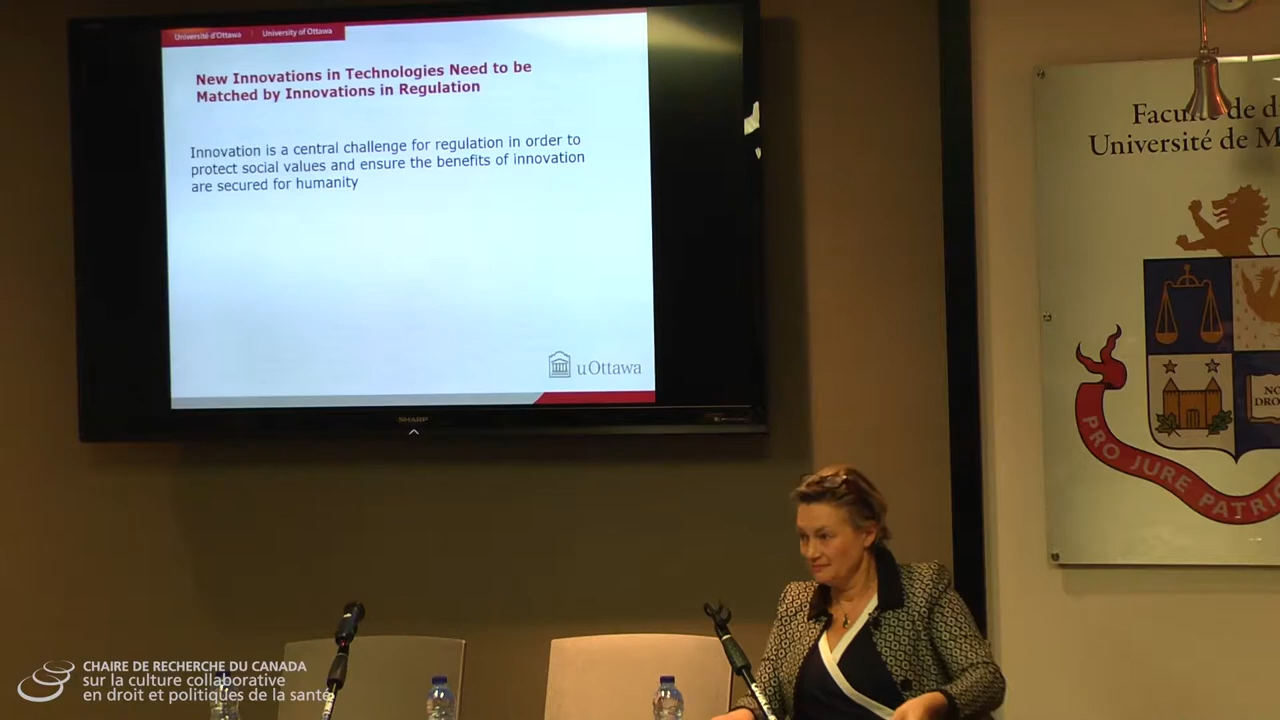 Université d'Ottawa | University of Ottawa
New Innovations in Technologies Need to be
Matched by Innovations in Regulation
Innovation is a central challenge for regulation in order to
protect social values and ensure the benefits of innovation
are secured for humanity
uOttawa
SHARP
Faculté de d
Université de M
NO
DRO
PRO JURE PATRI
CHAIRE DE RECHERCHE DU CANADA
sur la culture collaborative
en droit et politiques de la santé